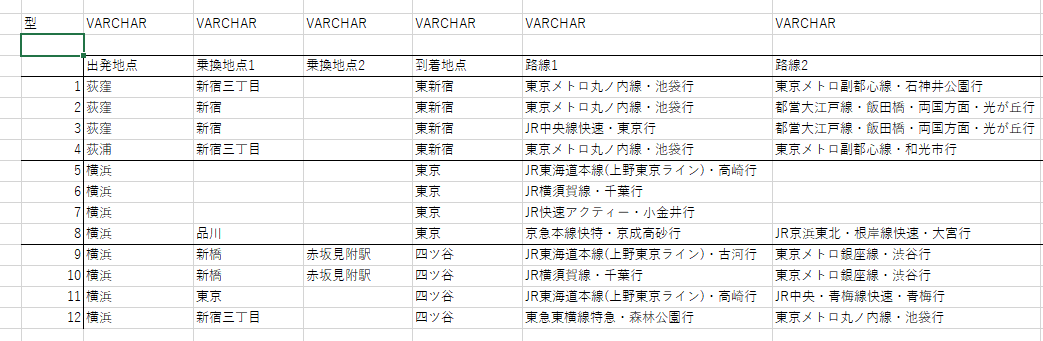 型 VARCHAR VARCHAR VARCHAR VARCHAR VARCHAR VARCHAR
出発地点 乗換地点1 乗換地点2 到着地点 路線1 路線2
1 荻窪 新宿三丁目 東新宿 東京メトロ丸ノ内線・池袋行 東京メトロ副都心線・石神井公園行
2 荻窪 新宿 東新宿 東京メトロ丸ノ内線・池袋行 都営大江戸線・飯田橋・両国方面・光が丘行
3 荻窪 新宿 東新宿 JR中央線快速・東京行 都営大江戸線・飯田橋・両国方面・光が丘行
4 荻浦 新宿三丁目 東新宿 東京メトロ丸ノ内線・池袋行 東京メトロ副都心線・和光市行
5 横浜 東京 JR東海道本線(上野東京ライン)・高崎行
6 横浜 東京 JR横須賀線・千葉行
7 横浜 東京 JR快速アクティー・小金井行
8 横浜 品川 東京 京急本線快特・京成高砂行 JR京浜東北・根岸線快速・大宮行
9 横浜 新橋 赤坂見附駅 四ツ谷 JR東海道本線(上野東京ライン)・古河行 東京メトロ銀座線・渋谷行
10 横浜 新橋 赤坂見附駅 四ツ谷 JR横須賀線・千葉行 東京メトロ銀座線・渋谷行
11 横浜 東京 四ツ谷 JR東海道本線(上野東京ライン)・高崎行 JR中央・青梅線快速・青梅行
12 横浜 新宿三丁目 四ツ谷 東急東横線特急・森林公園行 東京メトロ丸ノ内線・池袋行